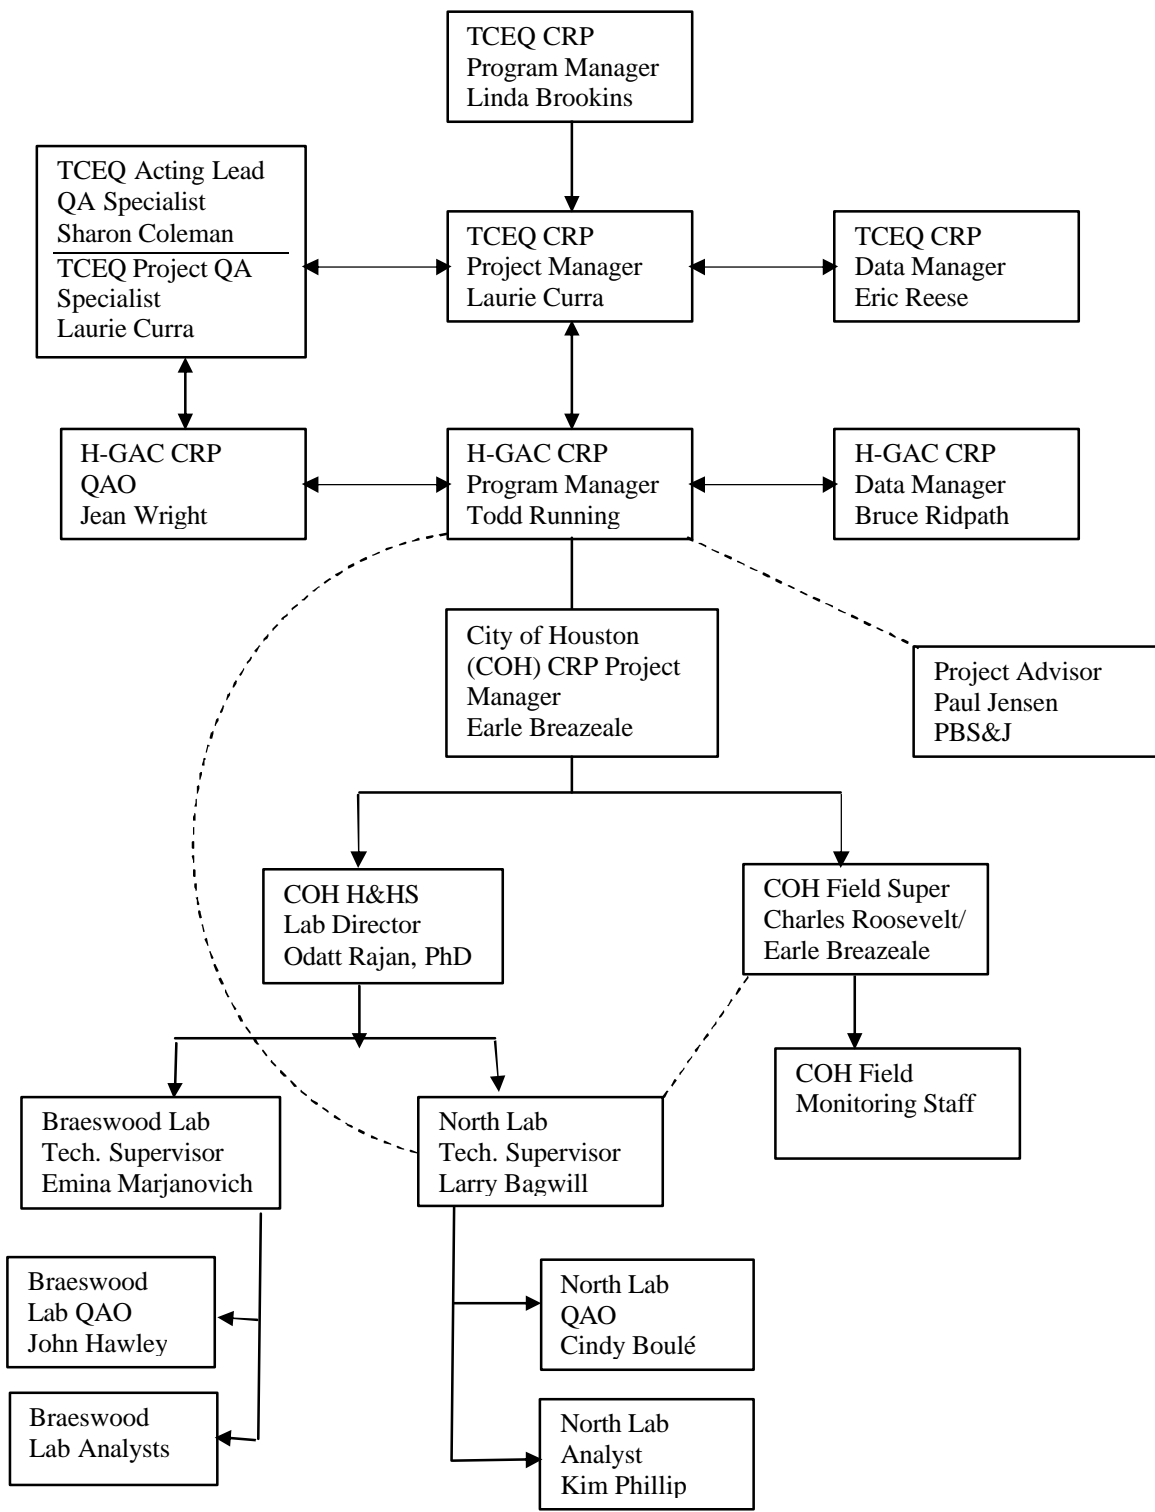 TCEQ CRP
Program Manager
Linda Brookins
TCEQ Acting Lead
QA Specialist
Sharon Coleman
TCEQ Project QA
Specialist
Laurie Curra
TCEQ CRP
Project Manager
Laurie Curra
TCEQ CRP
Data Manager
Eric Reese
H-GAC CRP
QAO
Jean Wright
H-GAC CRP
Program Manager
Todd Running
H-GAC CRP
Data Manager
Bruce Ridpath
City of Houston
(COH) CRP Project
Manager
Earle Breazeale
Project Advisor
Paul Jensen
PBS&J
COH H&HS
Lab Director
Odatt Rajan, PhD
COH Field Super
Charles Roosevelt/
Earle Breazeale
COH Field
Monitoring Staff
Braeswood Lab
Tech. Supervisor
Emina Marjanovich
North Lab
Tech. Supervisor
Larry Bagwill
Braeswood
Lab QAO
John Hawley
North Lab
QAO
Cindy Boulé
Braeswood
Lab Analysts
North Lab
Analyst
Kim Phillip